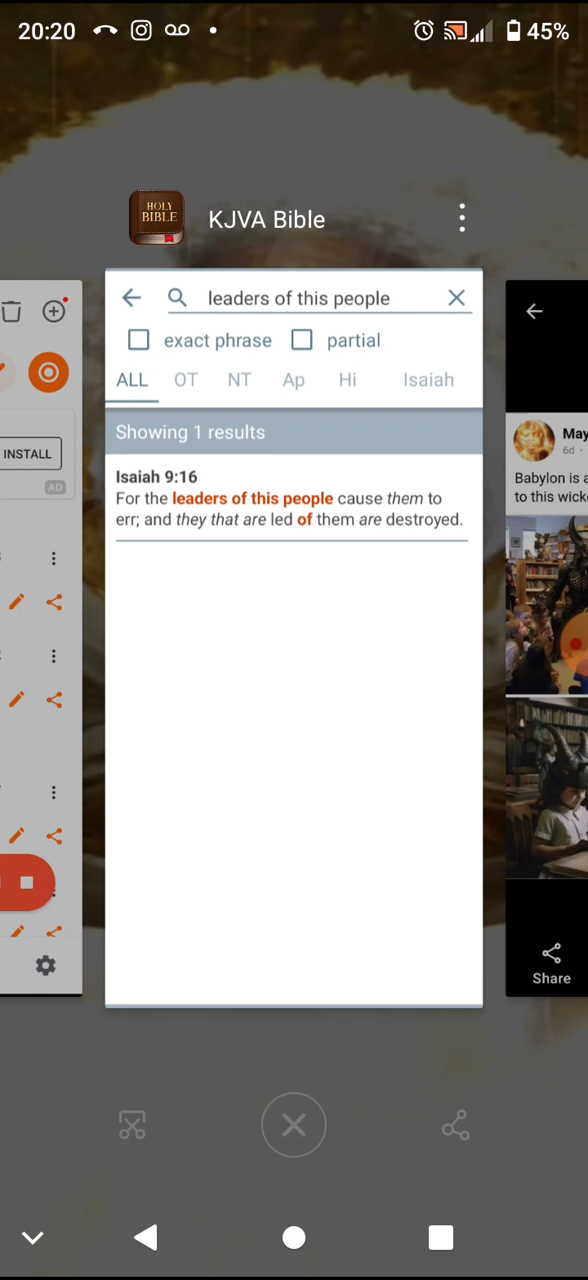 20:20
45%
HOLY
BIBLE
KJVA Bible
leaders of this people
exact phrase
partial
ALL OT NT Ap Hi Isaiah
INSTALL
AD
Showing 1 results
Isaiah 9:16
For the leaders of this people cause them to
err; and they that are led of them are destroyed.
May
6d ·
Babylon is a
to this wick
Share